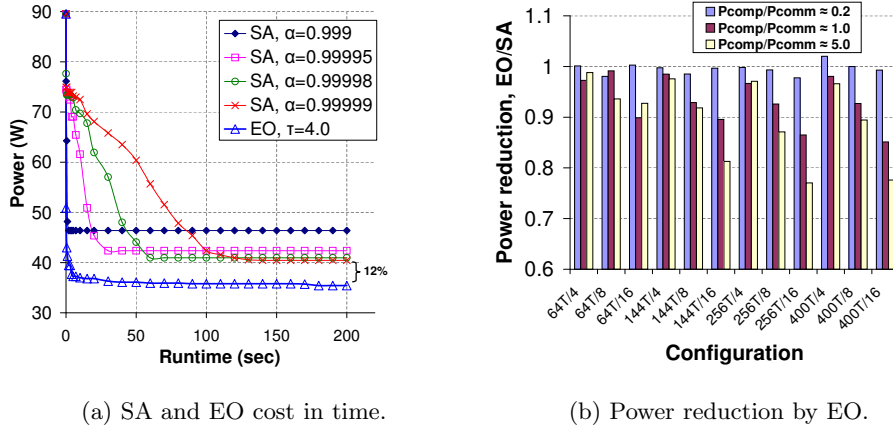 90
80
70
60
50
40
30
0
50
100
150
200
Power (W)
Runtime (sec)
SA, α=0.999
SA, α=0.99995
SA, α=0.99998
SA, α=0.99999
EO, τ=4.0
12%
(a) SA and EO cost in time.
1.1
1
0.9
0.8
0.7
0.6
Power reduction, EO/SA
Pcomp/Pcomm ≈ 0.2
Pcomp/Pcomm ≈ 1.0
Pcomp/Pcomm ≈ 5.0
64T/4
64T/8
64T/16
144T/4
144T/8
144T/16
256T/4
256T/8
256T/16
400T/4
400T/8
400T/16
Configuration
(b) Power reduction by EO.